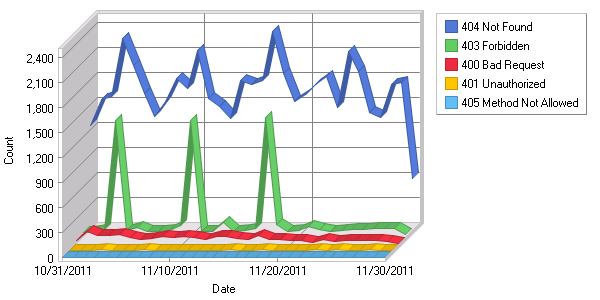 2,400
2,100
1,800
1,500
1,200
900
600
300
0
Count
10/31/2011
11/10/2011
11/20/2011
11/30/2011
Date
404 Not Found
403 Forbidden
400 Bad Request
401 Unauthorized
405 Method Not Allowed